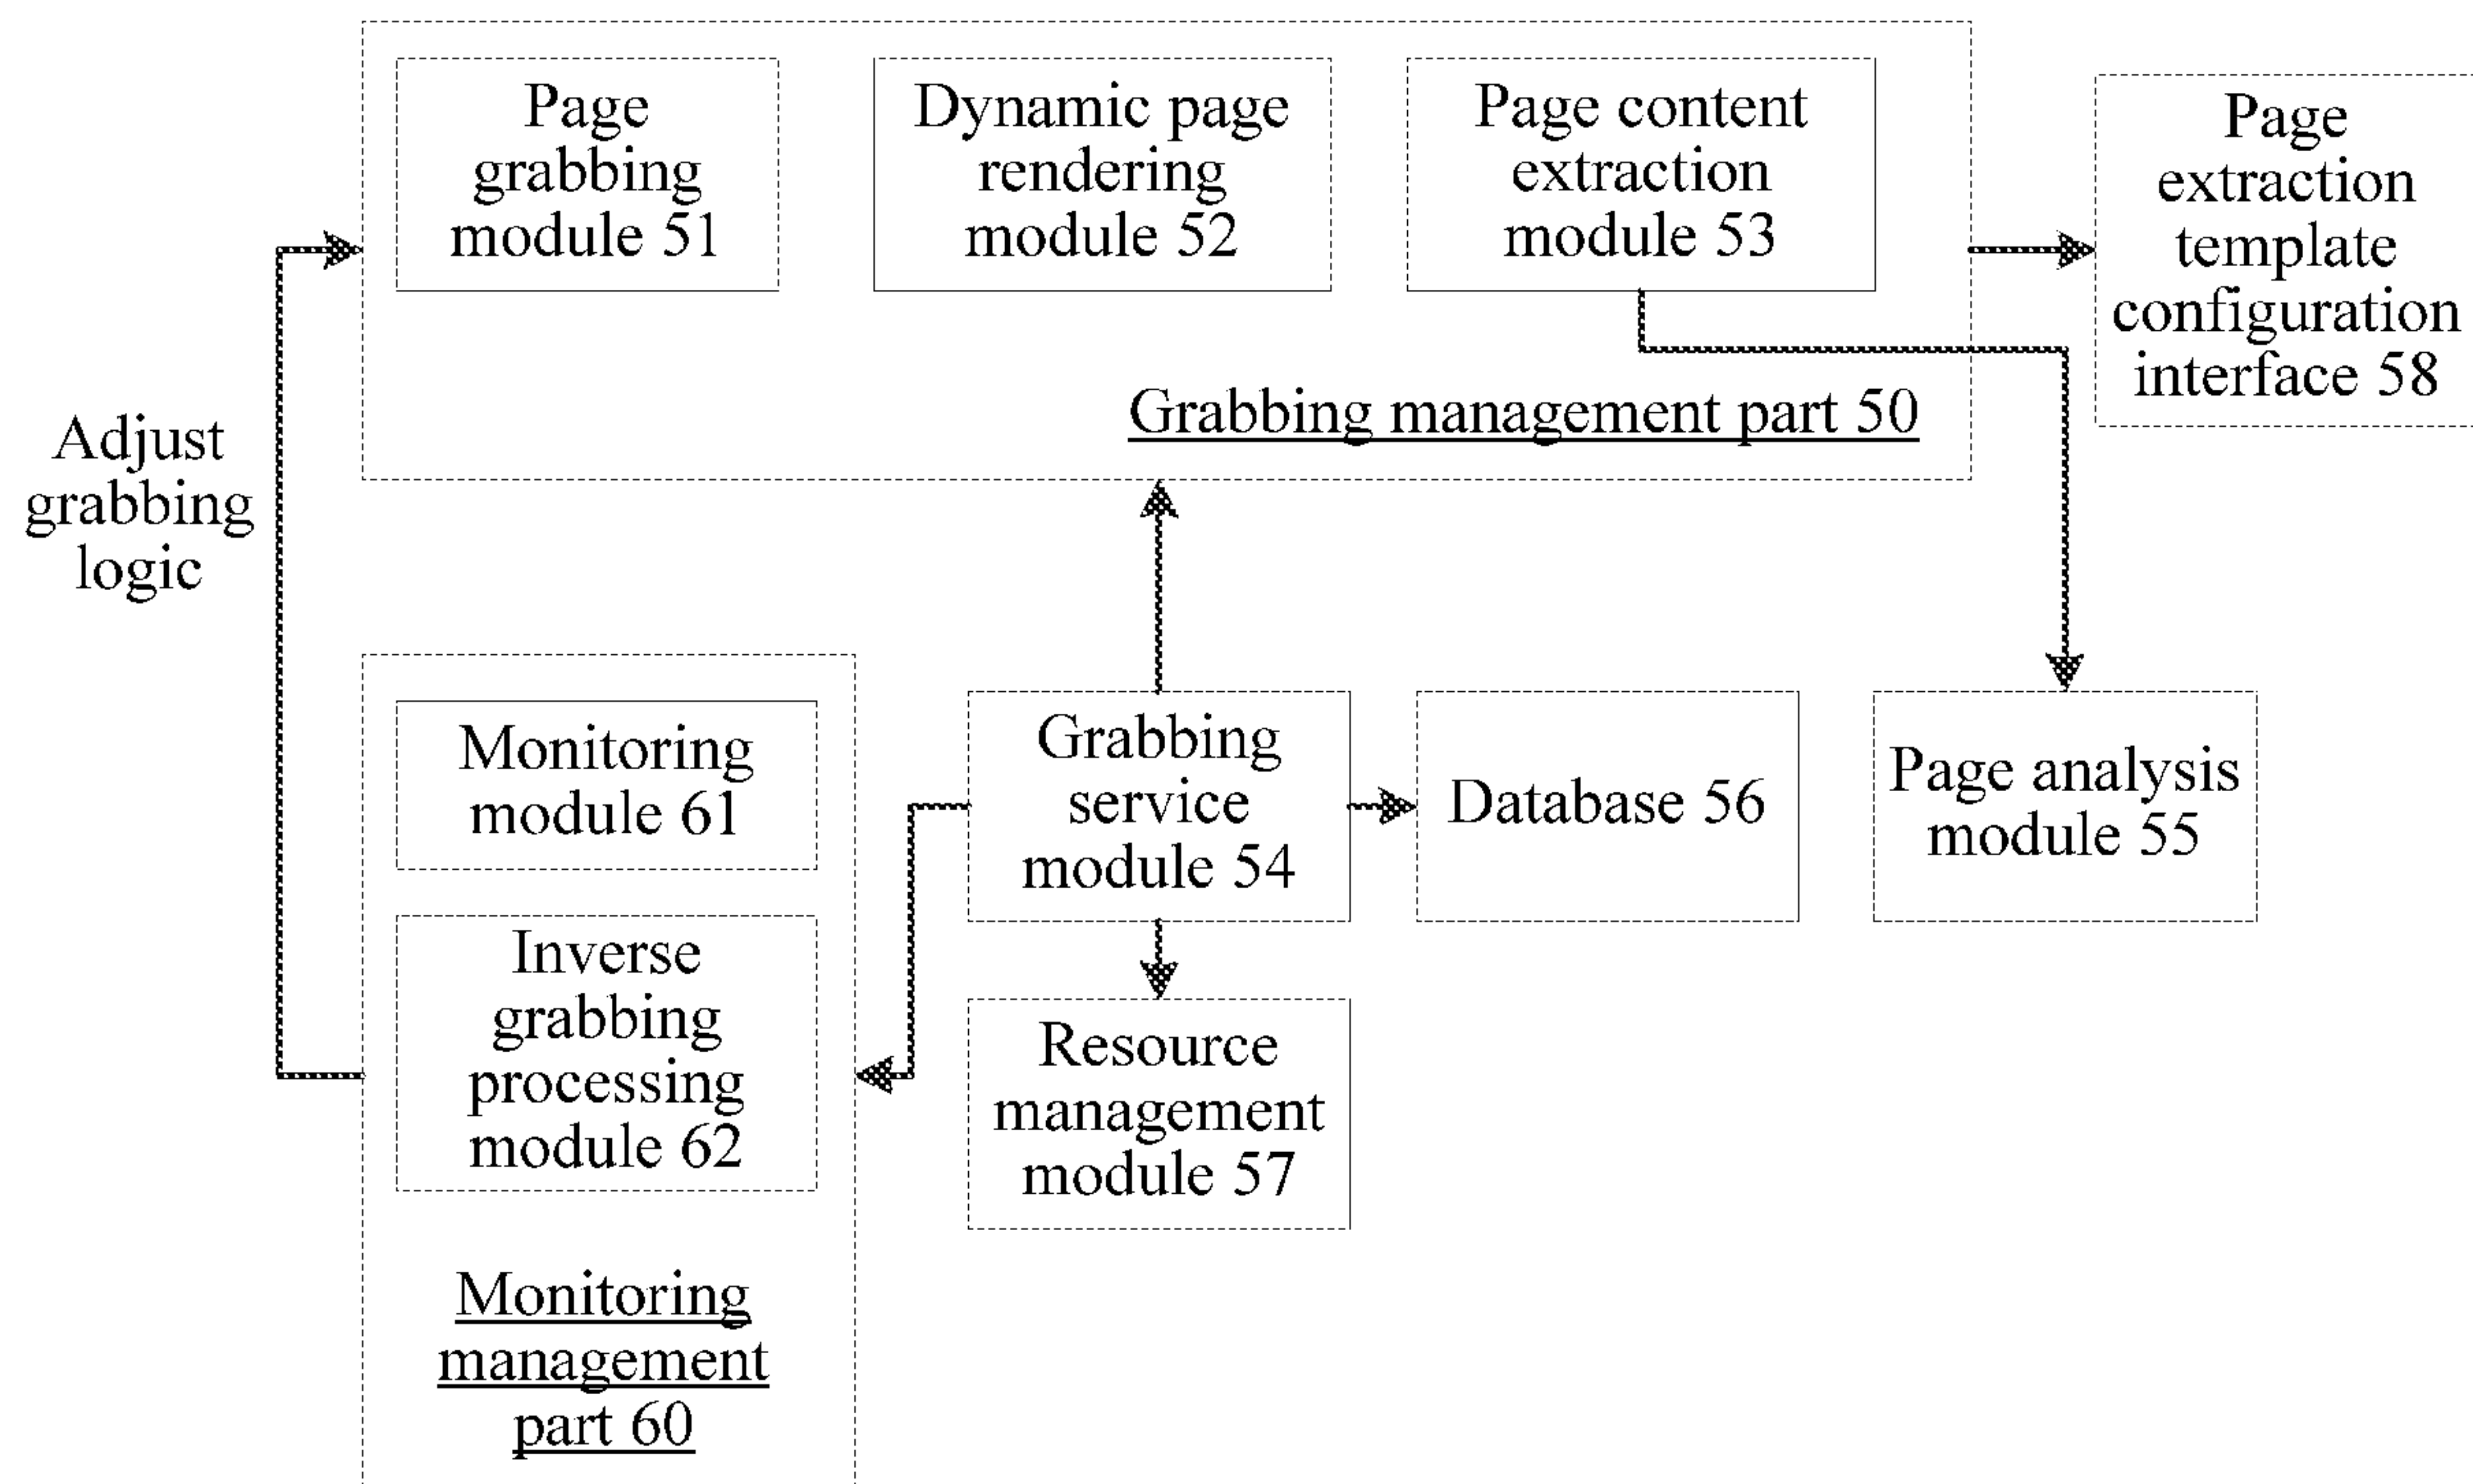 Page
grabbing
module 51
Dynamic page
rendering
module 52
Page content
extraction
module 53
Page
extraction
template
configuration
interface 58
Grabbing management part 50
Adjust
grabbing
logic
Monitoring
module 61
Grabbing
service
module 54
Database 56
Page analysis
module 55
Inverse
grabbing
processing
module 62
Resource
management
module 57
Monitoring
management
part 60